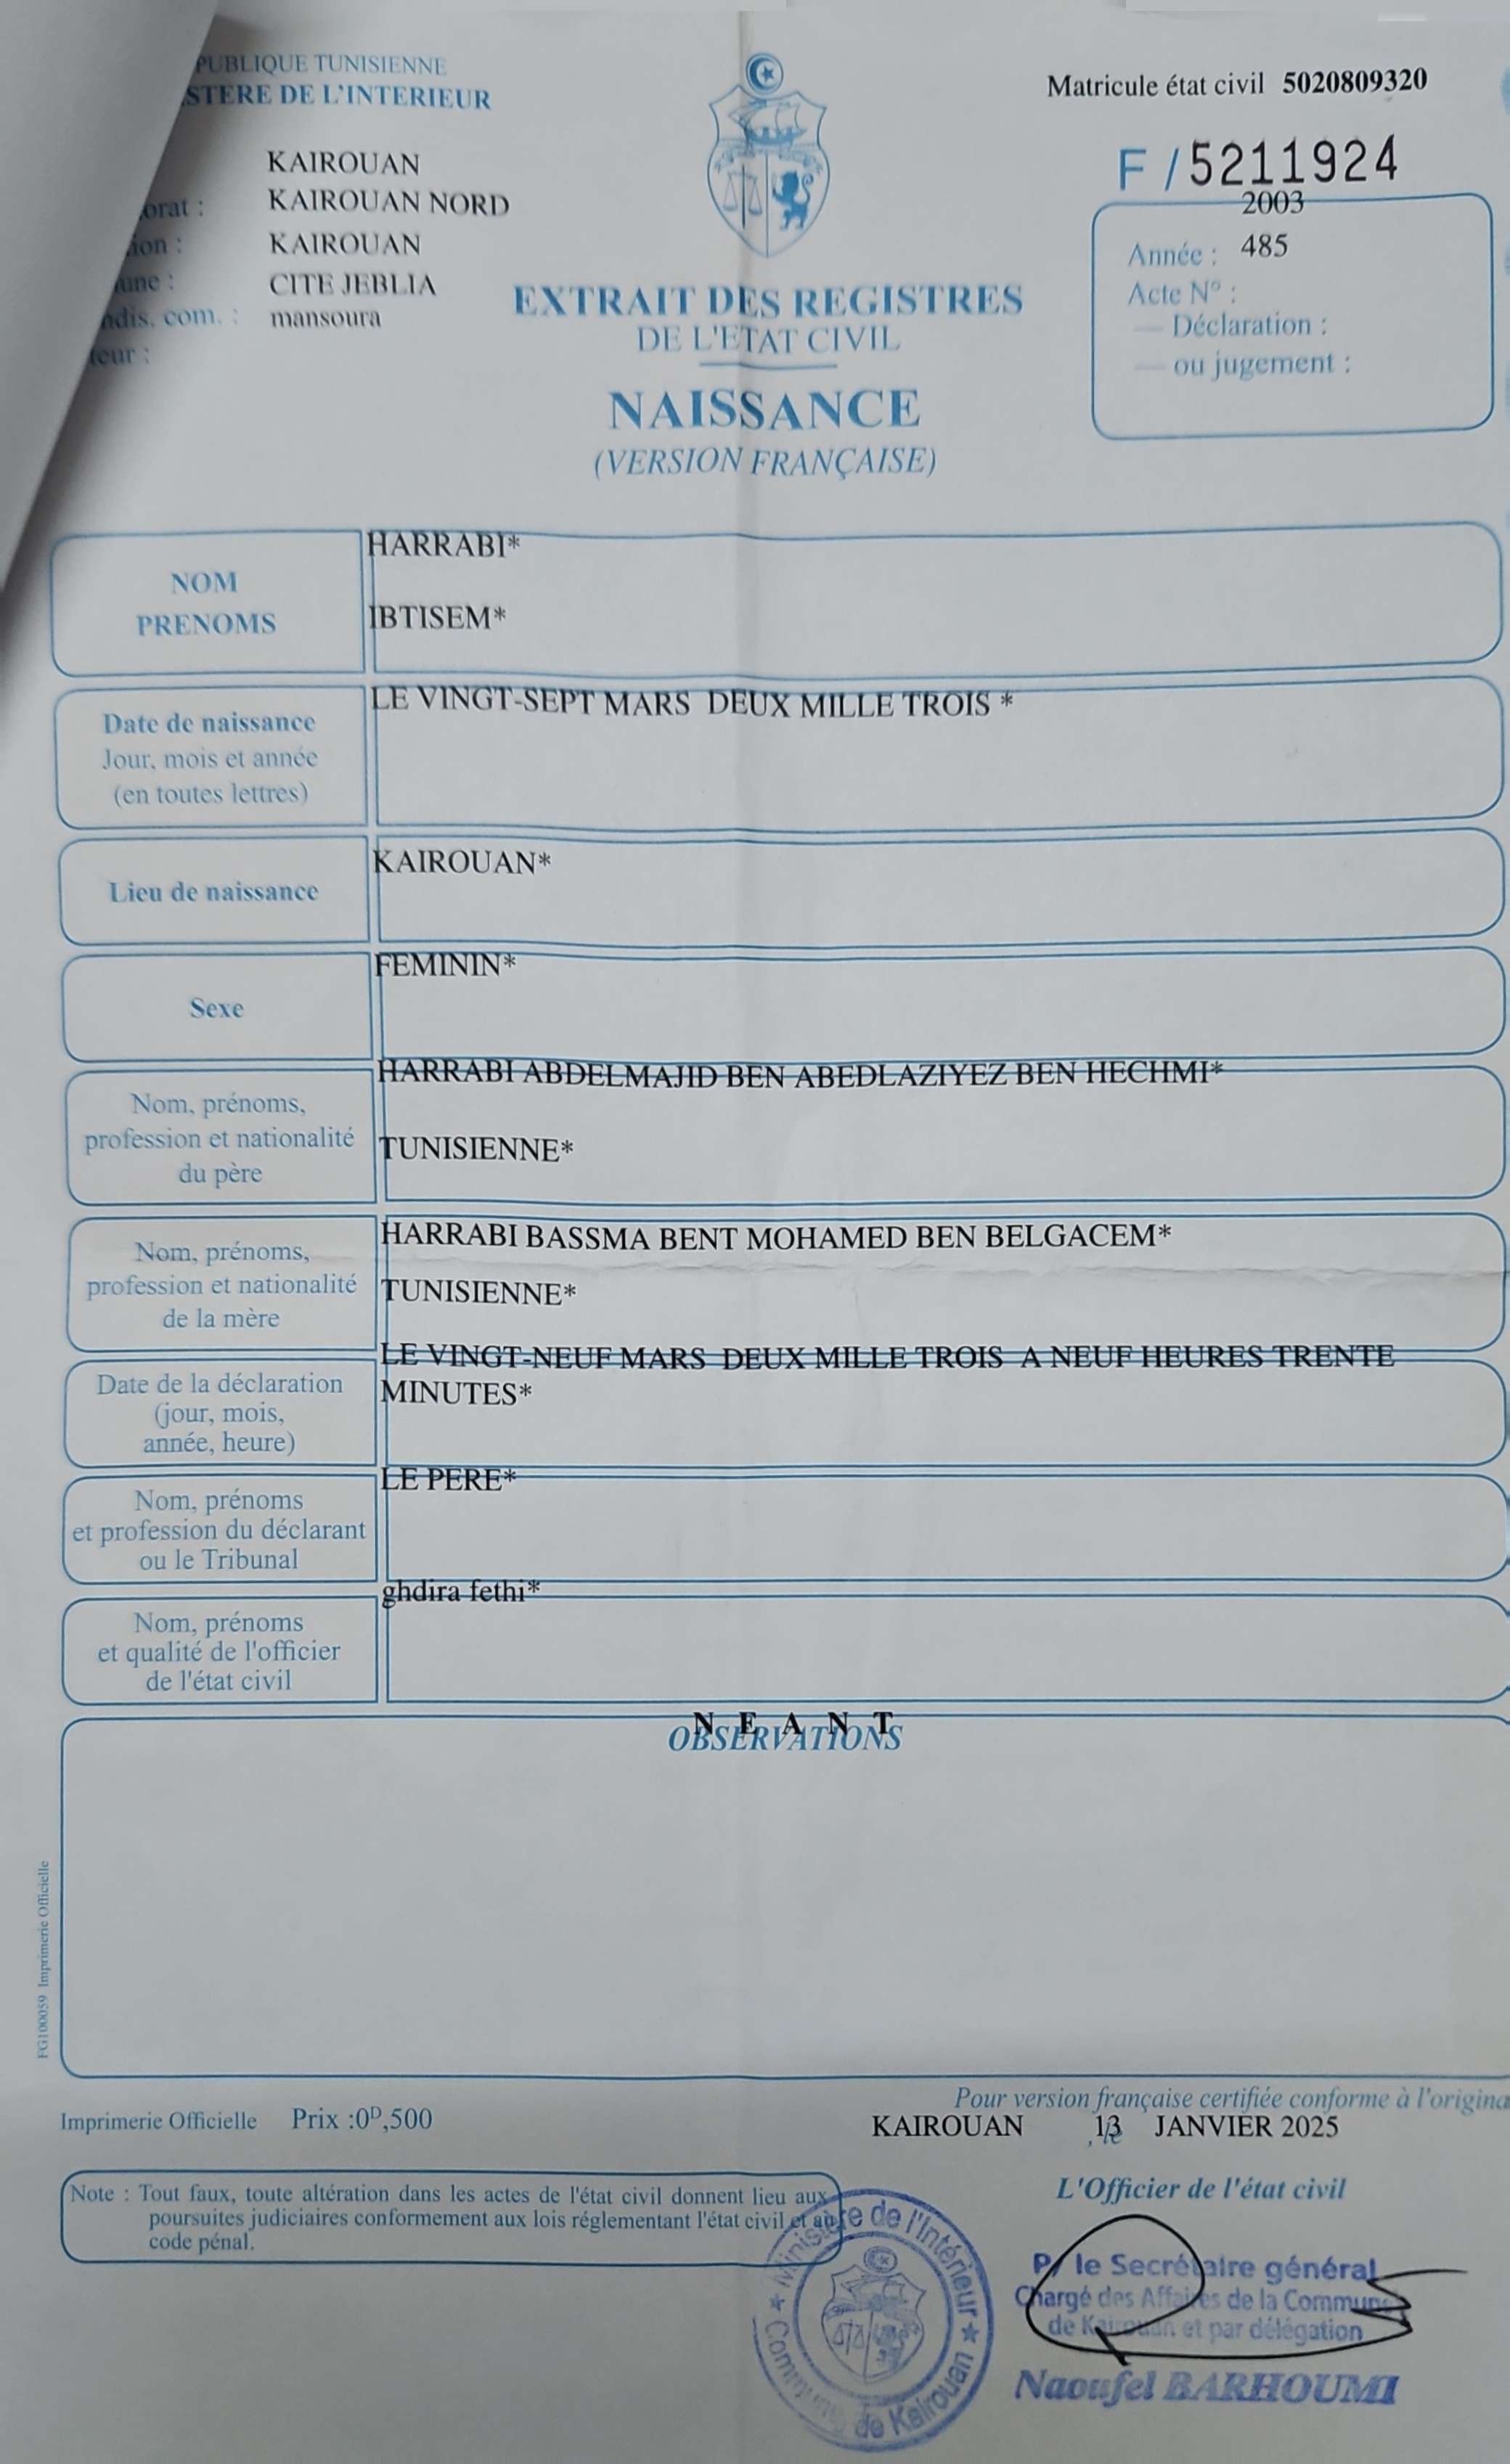 PUBLIQUE TUNISIENNE
STERE DE L'INTERIEUR
KAIROUAN
orat : KAIROUAN NORD
ion : KAIROUAN
une : CITE JEBLIA
ndis. com. : mansoura
teur :
Matricule état civil 5020809320
F / 5211924
2003
Année : 485
Acte N° :
— Déclaration :
— ou jugement :
EXTRAIT DES REGISTRES
DE L'ETAT CIVIL
NAISSANCE
(VERSION FRANÇAISE)
NOM
PRENOMS
HARRABI*
IBTISEM*
Date de naissance
Jour, mois et année
(en toutes lettres)
LE VINGT-SEPT MARS DEUX MILLE TROIS *
Lieu de naissance
KAIROUAN*
Sexe
FEMININ*
Nom, prénoms,
profession et nationalité
du père
HARRABI ABDELMAJID BEN ABEDLAZIYEZ BEN HECHMI*
TUNISIENNE*
Nom, prénoms,
profession et nationalité
de la mère
HARRABI BASSMA BENT MOHAMED BEN BELGACEM*
TUNISIENNE*
Date de la déclaration
(jour, mois,
année, heure)
LE VINGT-NEUF MARS DEUX MILLE TROIS A NEUF HEURES TRENTE
MINUTES*
Nom, prénoms
et profession du déclarant
ou le Tribunal
LE PERE*
Nom, prénoms
et qualité de l'officier
de l'état civil
ghdira fethi*
N E A N T
OBSERVATIONS
FG100059 Imprimerie Officielle
Imprimerie Officielle Prix :0ᴰ,500
Pour version française certifiée conforme à l'origina
KAIROUAN ,le 13 JANVIER 2025
L'Officier de l'état civil
Note : Tout faux, toute altération dans les actes de l'état civil donnent lieu aux
poursuites judiciaires conformement aux lois réglementant l'état civil et au
code pénal.
Ministère de l'Intérieur
Commune de Kairouan
P/ le Secrétaire général
Chargé des Affaires de la Commune
de Kairouan et par délégation
Naoufel BARHOUMI